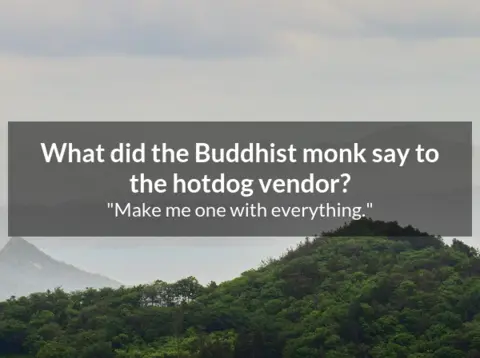 What did the Buddhist monk say to
the hotdog vendor?
"Make me one with everything."